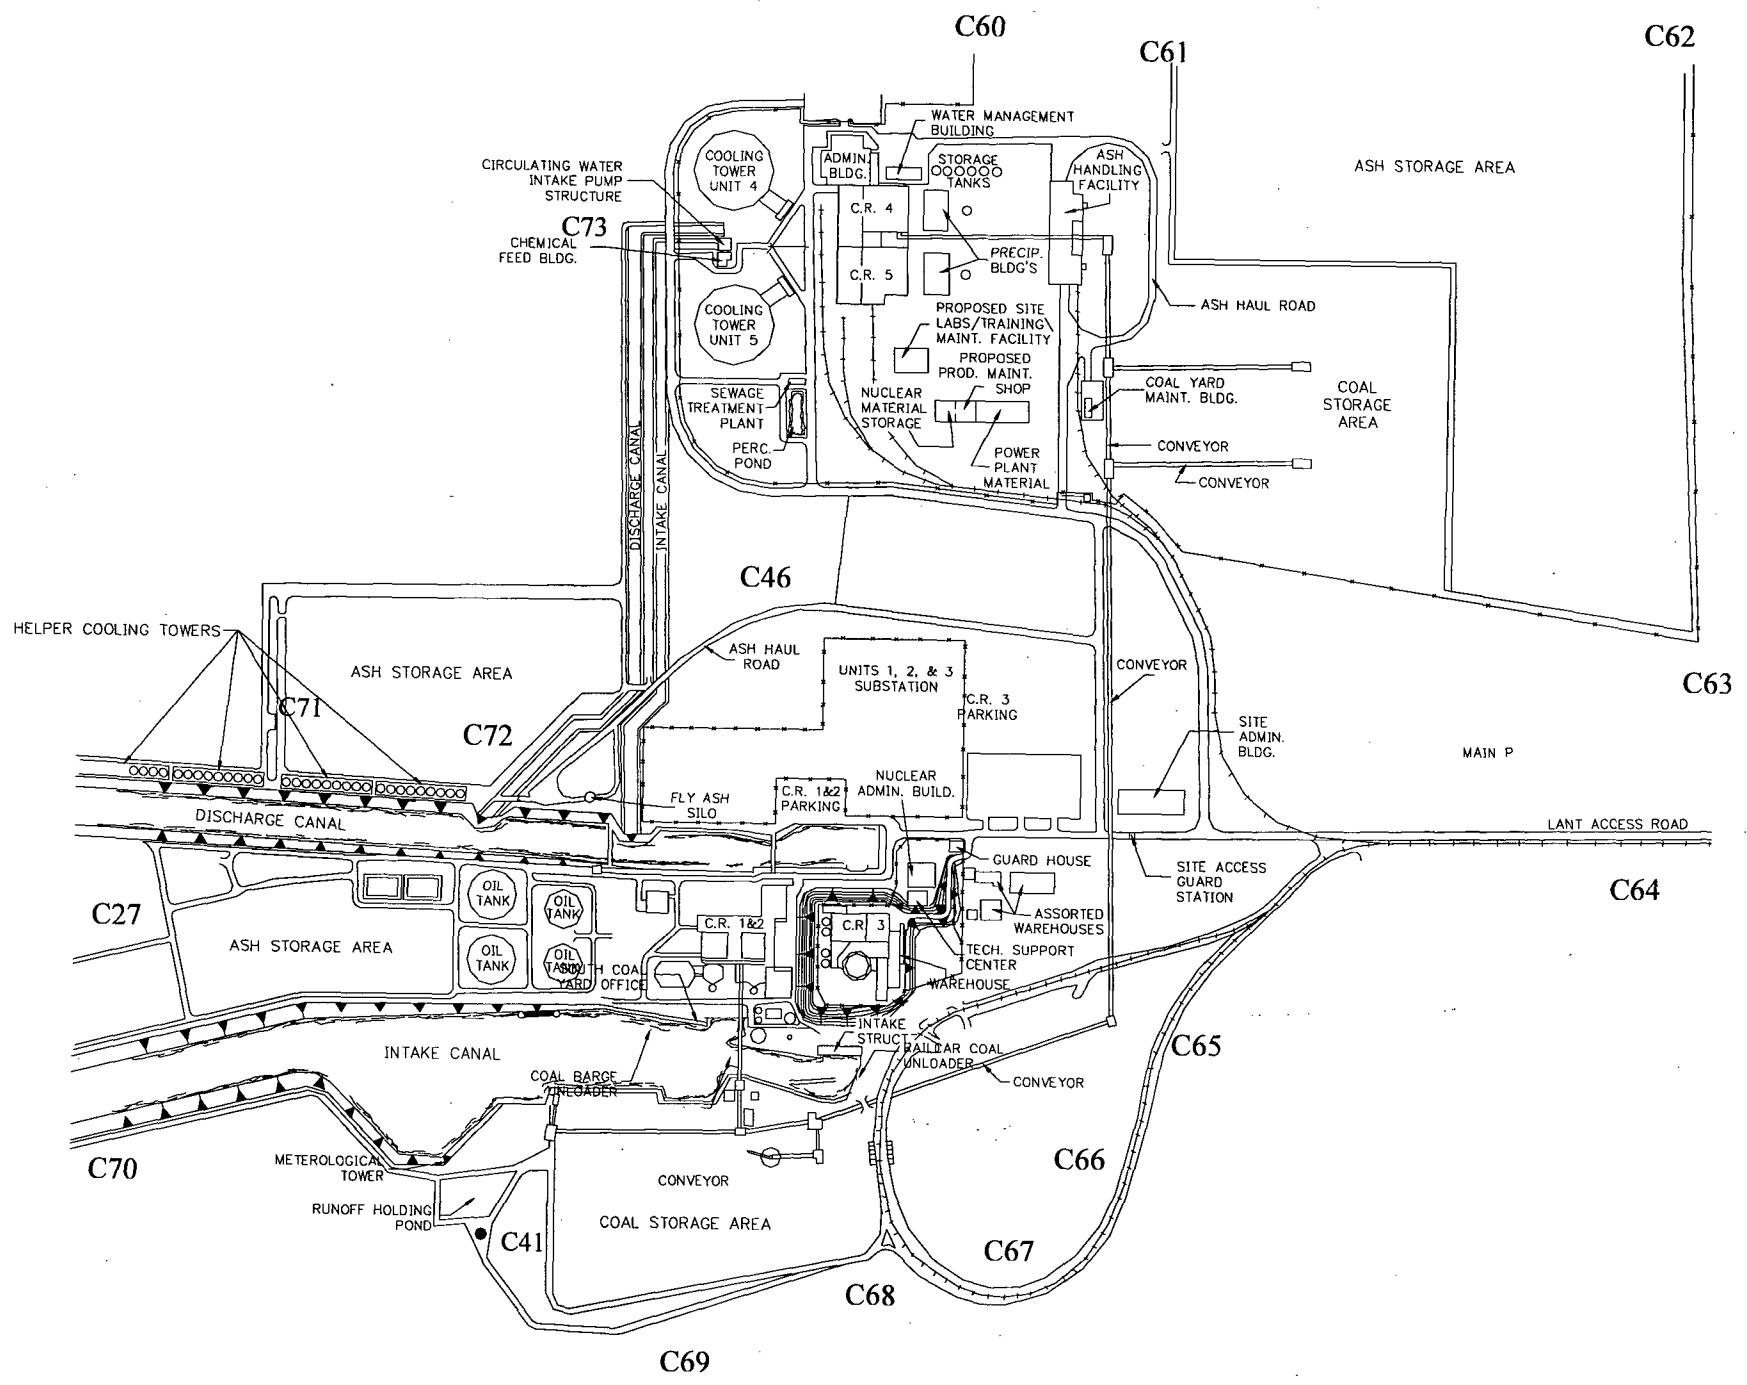 C60
C61
C62
WATER MANAGEMENT
BUILDING
COOLING
TOWER
UNIT 4
ADMIN.
BLDG.
STORAGE
TANKS
ASH
HANDLING
FACILITY
ASH STORAGE AREA
CIRCULATING WATER
INTAKE PUMP
STRUCTURE
C73
CHEMICAL
FEED BLDG.
C.R. 4
C.R. 5
PRECIP.
BLDG'S
COOLING
TOWER
UNIT 5
PROPOSED SITE
LABS/TRAINING\
MAINT. FACILITY
ASH HAUL ROAD
PROPOSED
PROD. MAINT.
SHOP
NUCLEAR
MATERIAL
STORAGE
COAL YARD
MAINT. BLDG.
COAL
STORAGE
AREA
SEWAGE
TREATMENT
PLANT
PERC.
POND
POWER
PLANT
MATERIAL
CONVEYOR
CONVEYOR
DISCHARGE CANAL
INTAKE CANAL
C46
HELPER COOLING TOWERS
ASH STORAGE AREA
ASH HAUL
ROAD
UNITS 1, 2, & 3
SUBSTATION
C.R. 3
PARKING
CONVEYOR
C63
C71
C72
SITE
ADMIN.
BLDG.
MAIN P
NUCLEAR
ADMIN. BUILD.
C.R. 1&2
PARKING
FLY ASH
SILO
DISCHARGE CANAL
LANT ACCESS ROAD
GUARD HOUSE
SITE ACCESS
GUARD
STATION
C64
C27
OIL
TANK
OIL
TANK
C.R. 1&2
C.R. 3
ASSORTED
WAREHOUSES
ASH STORAGE AREA
OIL
TANK
OIL
TANK
SOUTH COAL
YARD OFFICE
TECH. SUPPORT
CENTER
WAREHOUSE
INTAKE
STRUCT.
RAILCAR COAL
UNLOADER
C65
INTAKE CANAL
COAL BARGE
UNLOADER
CONVEYOR
C70
METEROLOGICAL
TOWER
C66
CONVEYOR
RUNOFF HOLDING
POND
COAL STORAGE AREA
C41
C67
C68
C69